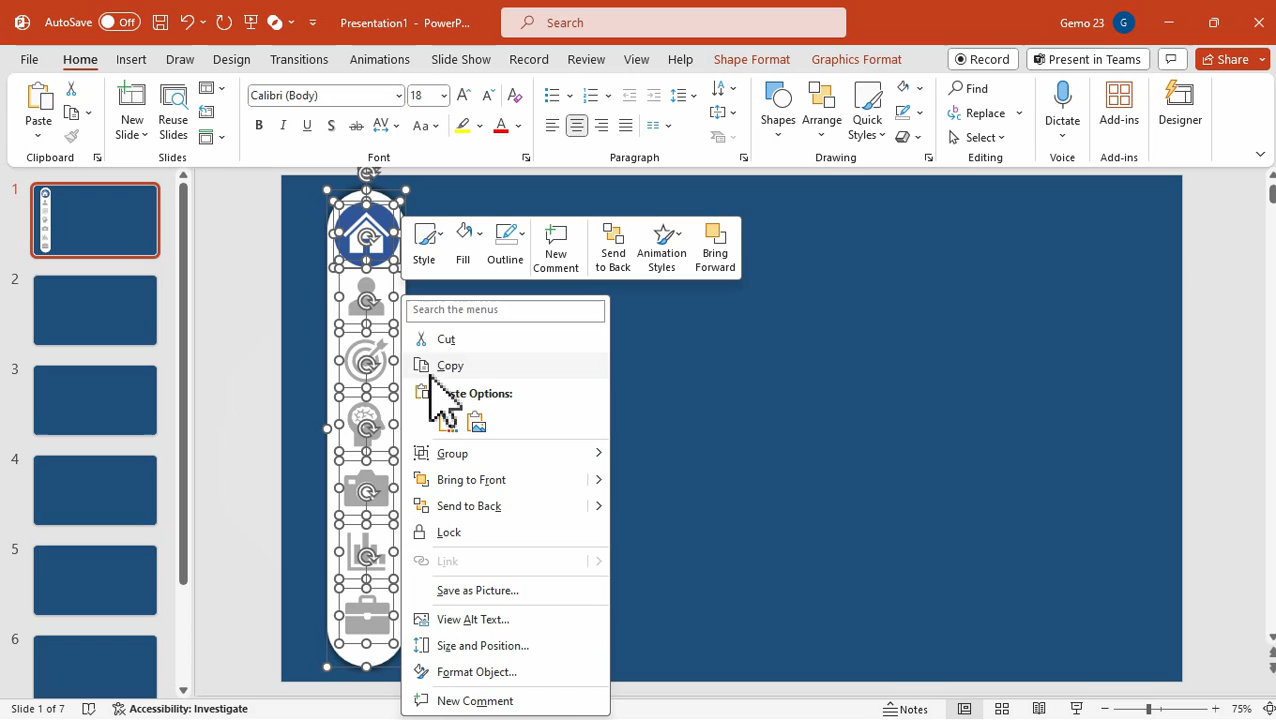 AutoSave Off Presentation1 - PowerP... Search Gemo 23 G
File Home Insert Draw Design Transitions Animations Slide Show Record Review View Help Shape Format Graphics Format Record Present in Teams Share
Paste New Slide Reuse Slides Calibri (Body) 18 Shapes Arrange Quick Styles Find Replace Select Dictate Add-ins Designer
B I U S ab AV Aa A A
Clipboard Slides Font Paragraph Drawing Editing Voice Add-ins
1
Style Fill Outline New Comment Send to Back Animation Styles Bring Forward
2
Search the menus
Cut
Copy
3
te Options:
Group
4
Bring to Front
Send to Back
Lock
5
Link
Save as Picture...
View Alt Text...
6
Size and Position...
Format Object...
New Comment
Slide 1 of 7 Accessibility: Investigate Notes 75%